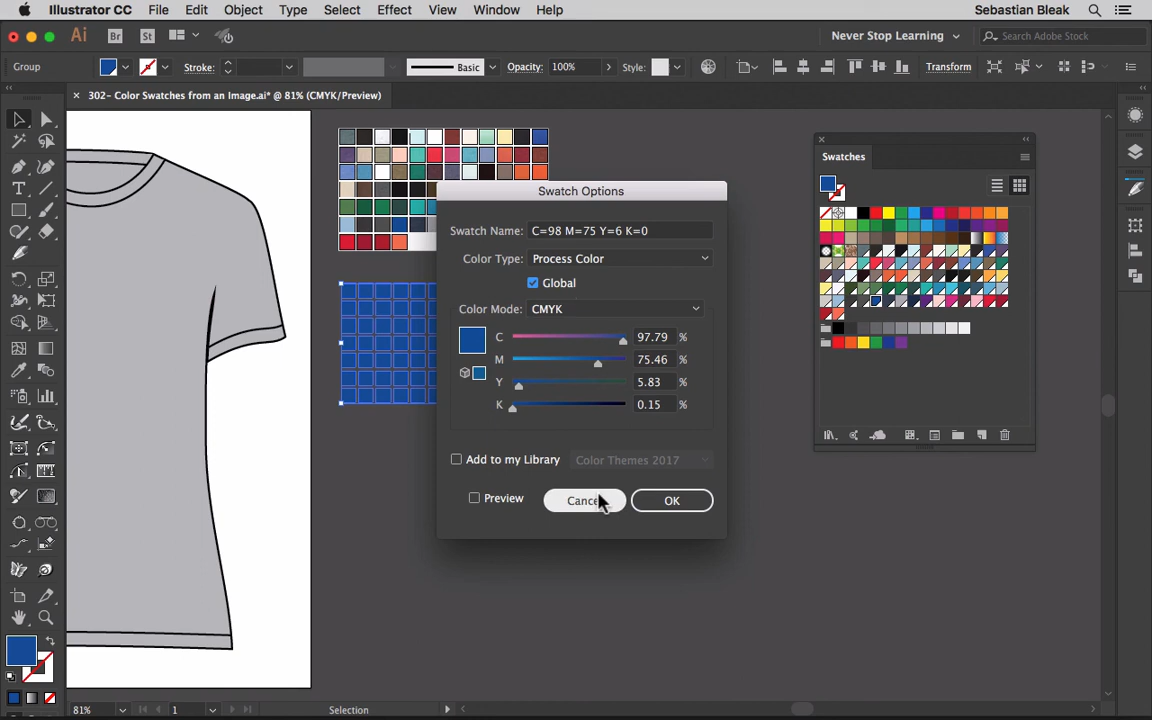 Illustrator CC File Edit Object Type Select Effect View Window Help Sebastian Bleak
Ai Br St Never Stop Learning Search Adobe Stock
Group Stroke: Basic Opacity: 100% Style: Transform
× 302- Color Swatches from an Image.ai* @ 81% (CMYK/Preview)
Swatches
Swatch Options
Swatch Name: C=98 M=75 Y=6 K=0
Color Type: Process Color
Global
Color Mode: CMYK
C 97.79 %
M 75.46 %
Y 5.83 %
K 0.15 %
Add to my Library Color Themes 2017
Preview Cancel OK
81% 1 Selection